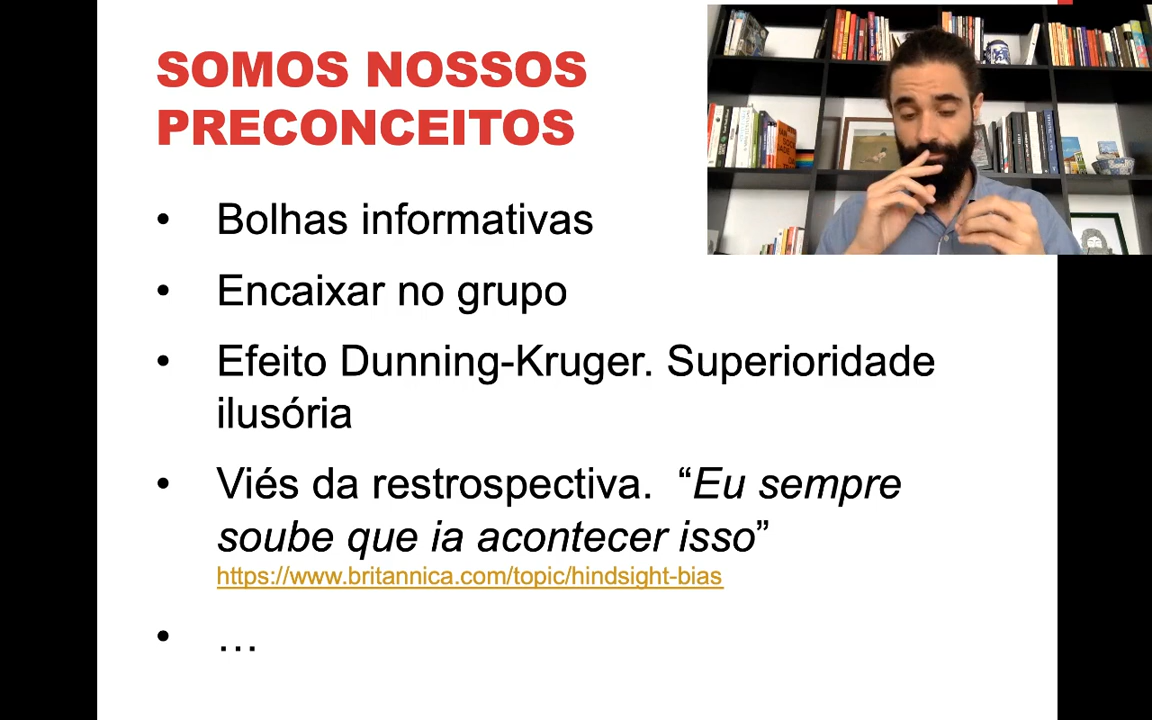 SOMOS NOSSOS
PRECONCEITOS
• Bolhas informativas
• Encaixar no grupo
• Efeito Dunning-Kruger. Superioridade
ilusória
• Viés da restrospectiva. “Eu sempre
soube que ia acontecer isso”
https://www.britannica.com/topic/hindsight-bias
• …